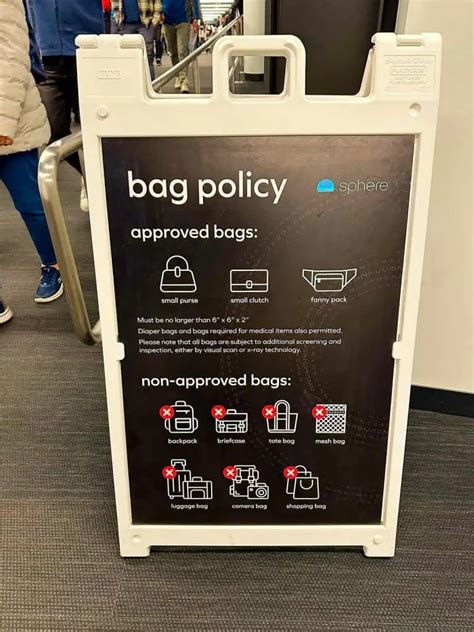 bag policy
sphere
approved bags:
small purse
small clutch
fanny pack
Must be no larger than 6" x 6" x 2"
Diaper bags and bags required for medical items also permitted.
Please note that all bags are subject to additional screening and
inspection, either by visual scan or x-ray technology.
non-approved bags:
backpack
briefcase
tote bag
mesh bag
luggage bag
camera bag
shopping bag